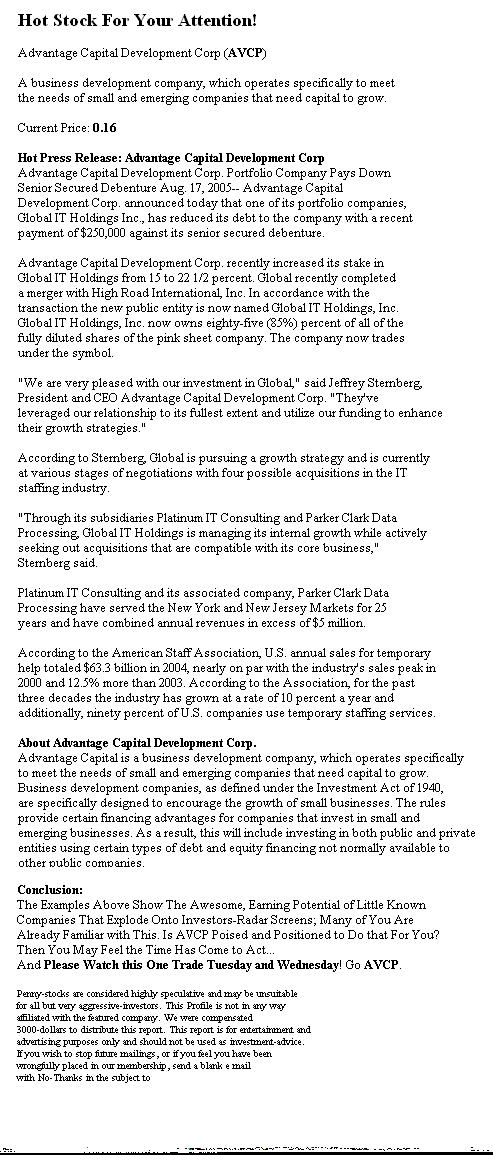 Hot Stock For Your Attention!
Advantage Capital Development Corp (AVCP)
A business development company, which operates specifically to meet
the needs of small and emerging companies that need capital to grow.
Current Price: 0.16
Hot Press Release: Advantage Capital Development Corp
Advantage Capital Development Corp. Portfolio Company Pays Down
Senior Secured Debenture Aug. 17, 2005-- Advantage Capital
Development Corp. announced today that one of its portfolio companies,
Global IT Holdings Inc., has reduced its debt to the company with a recent
payment of $250,000 against its senior secured debenture.
Advantage Capital Development Corp. recently increased its stake in
Global IT Holdings from 15 to 22 1/2 percent. Global recently completed
a merger with High Road International, Inc. In accordance with the
transaction the new public entity is now named Global IT Holdings, Inc.
Global IT Holdings, Inc. now owns eighty-five (85%) percent of all of the
fully diluted shares of the pink sheet company. The company now trades
under the symbol.
"We are very pleased with our investment in Global," said Jeffrey Sternberg,
President and CEO Advantage Capital Development Corp. "They've
leveraged our relationship to its fullest extent and utilize our funding to enhance
their growth strategies."
According to Sternberg, Global is pursuing a growth strategy and is currently
at various stages of negotiations with four possible acquisitions in the IT
staffing industry.
"Through its subsidiaries Platinum IT Consulting and Parker Clark Data
Processing, Global IT Holdings is managing its internal growth while actively
seeking out acquisitions that are compatible with its core business,"
Sternberg said.
Platinum IT Consulting and its associated company, Parker Clark Data
Processing have served the New York and New Jersey Markets for 25
years and have combined annual revenues in excess of $5 million.
According to the American Staff Association, U.S. annual sales for temporary
help totaled $63.3 billion in 2004, nearly on par with the industry's sales peak in
2000 and 12.5% more than 2003. According to the Association, for the past
three decades the industry has grown at a rate of 10 percent a year and
additionally, ninety percent of U.S. companies use temporary staffing services.
About Advantage Capital Development Corp.
Advantage Capital is a business development company, which operates specifically
to meet the needs of small and emerging companies that need capital to grow.
Business development companies, as defined under the Investment Act of 1940,
are specifically designed to encourage the growth of small businesses. The rules
provide certain financing advantages for companies that invest in small and
emerging businesses. As a result, this will include investing in both public and private
entities using certain types of debt and equity financing not normally available to
other public companies.
Conclusion:
The Examples Above Show The Awesome, Earning Potential of Little Known
Companies That Explode Onto Investors-Radar Screens; Many of You Are
Already Familiar with This. Is AVCP Poised and Positioned to Do that For You?
Then You May Feel the Time Has Come to Act...
And Please Watch this One Trade Tuesday and Wednesday! Go AVCP.
Penny-stocks are considered highly speculative and may be unsuitable
for all but very aggressive-investors. This Profile is not in any way
affiliated with the featured company. We were compensated
3000-dollars to distribute this report. This report is for entertainment and
advertising purposes only and should not be used as investment-advice.
If you wish to stop future mailings, or if you feel you have been
wrongfully placed in our membership, send a blank e mail
with No-Thanks in the subject to